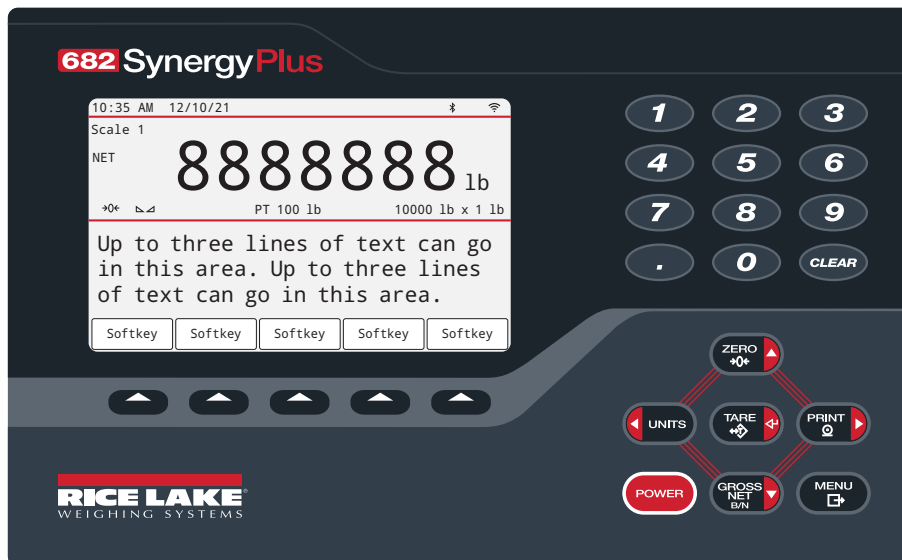 682 SynergyPlus
10:35 AM 12/10/21
Scale 1
NET
8888888 lb
→0← PT 100 lb 10000 lb x 1 lb
Up to three lines of text can go
in this area. Up to three lines
of text can go in this area.
Softkey Softkey Softkey Softkey Softkey
1 2 3
4 5 6
7 8 9
. 0 CLEAR
ZERO
→0←
UNITS
TARE
T
PRINT
POWER
GROSS
NET
B/N
MENU
RICE LAKE®
WEIGHING SYSTEMS